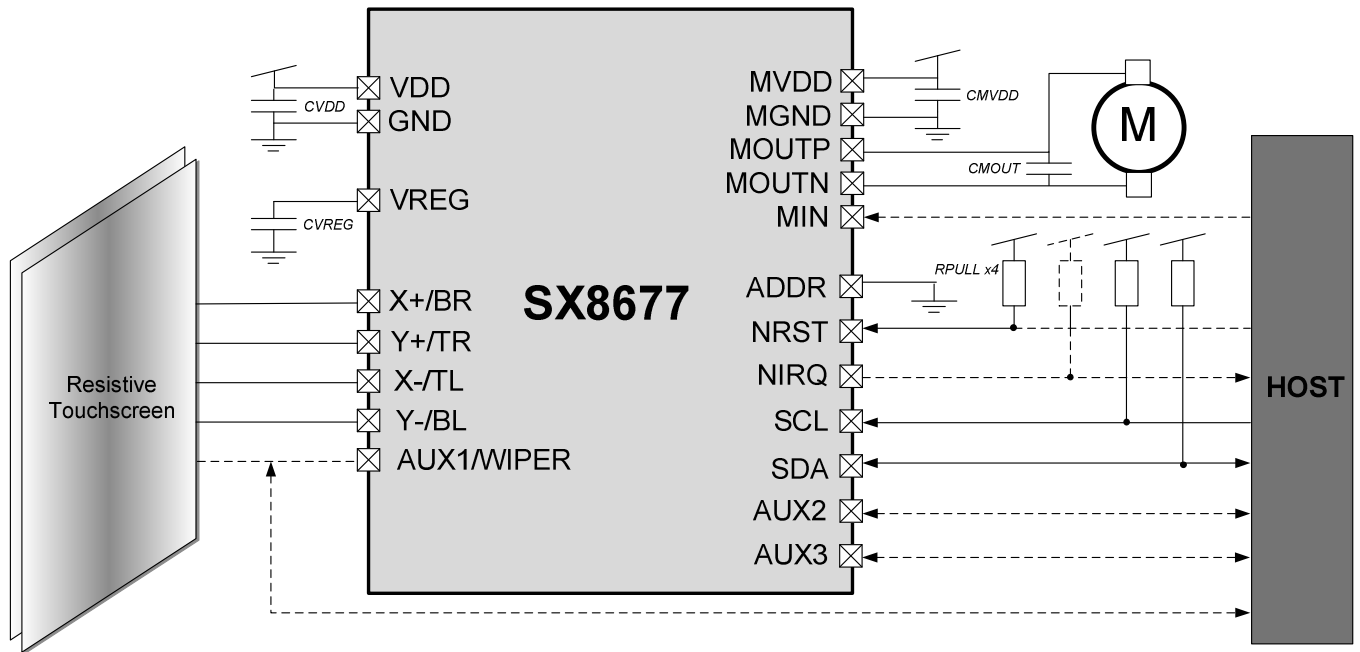 VDD
GND
VREG
X+/BR
Y+/TR
X-/TL
Y-/BL
AUX1/WIPER
CVDD
CVREG
Resistive
Touchscreen
SX8677
MVDD
MGND
MOUTP
MOUTN
MIN
ADDR
NRST
NIRQ
SCL
SDA
AUX2
AUX3
CMVDD
CMOUT
M
RPULL x4
HOST